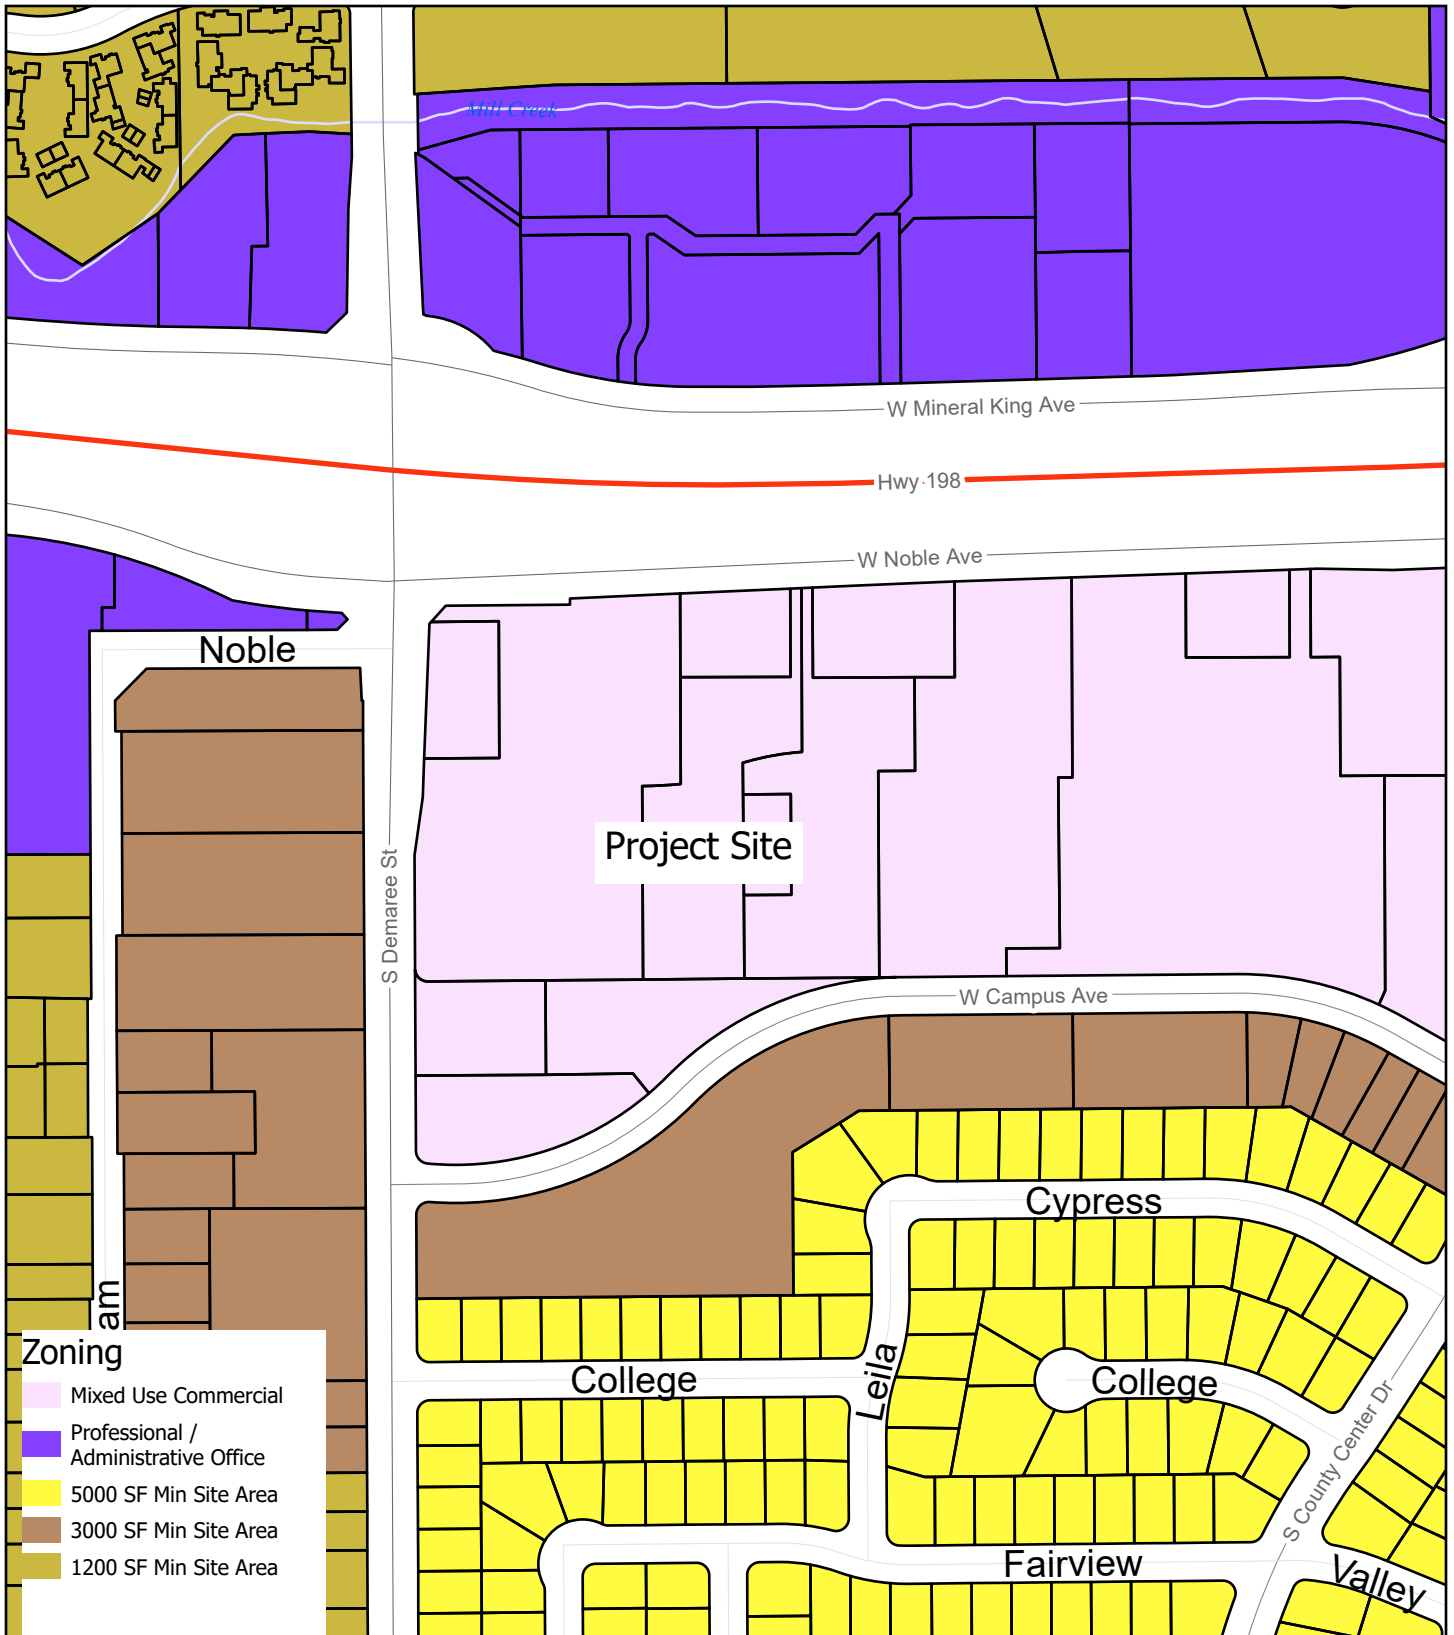 Mill Creek
W Mineral King Ave
Hwy 198
W Noble Ave
Noble
Project Site
S Demaree St
W Campus Ave
Cypress
am
College
Leila
College
S County Center Dr
Fairview
Valley
Zoning
Mixed Use Commercial
Professional /
Administrative Office
5000 SF Min Site Area
3000 SF Min Site Area
1200 SF Min Site Area